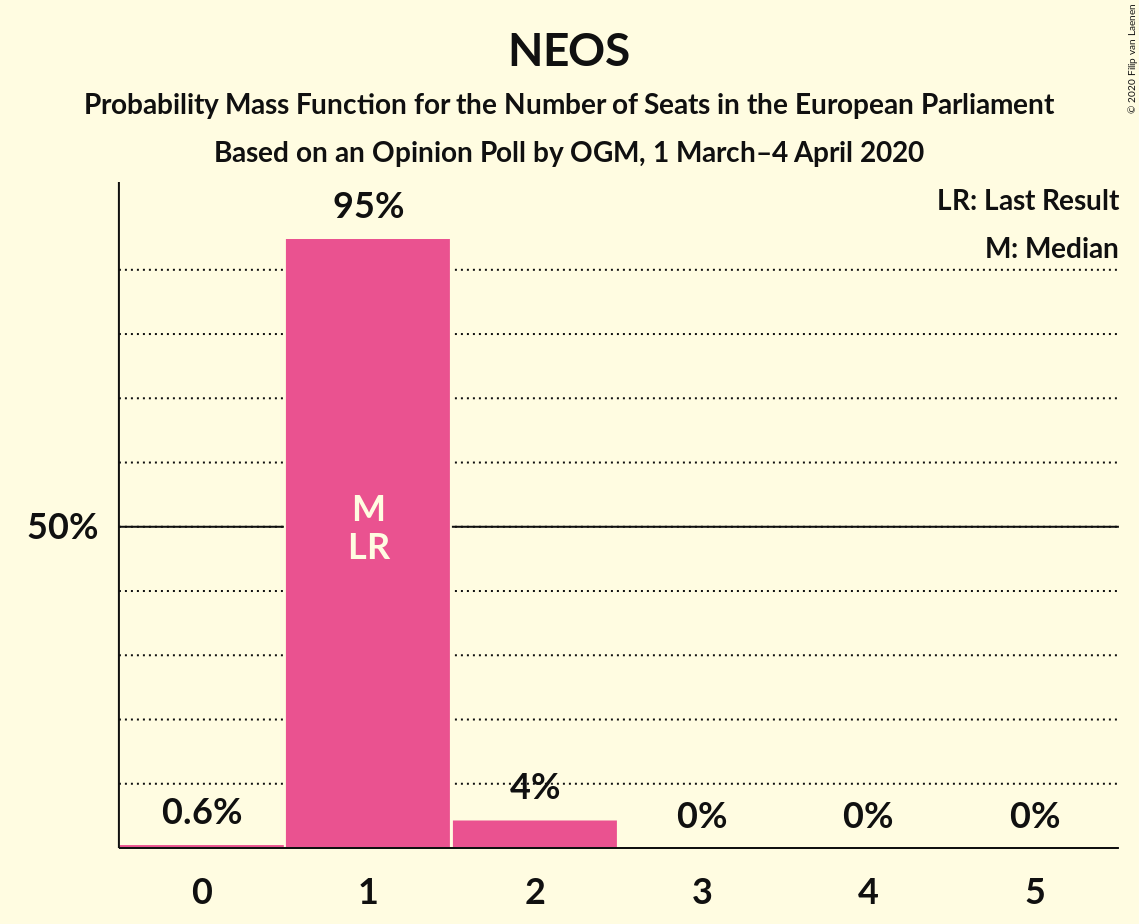 NEOS
Probability Mass Function for the Number of Seats in the European Parliament
Based on an Opinion Poll by OGM, 1 March–4 April 2020
© 2020 Filip van Laenen
LR: Last Result
M: Median
95%
M
LR
50%
4%
0.6%
0%
0%
0%
0
1
2
3
4
5